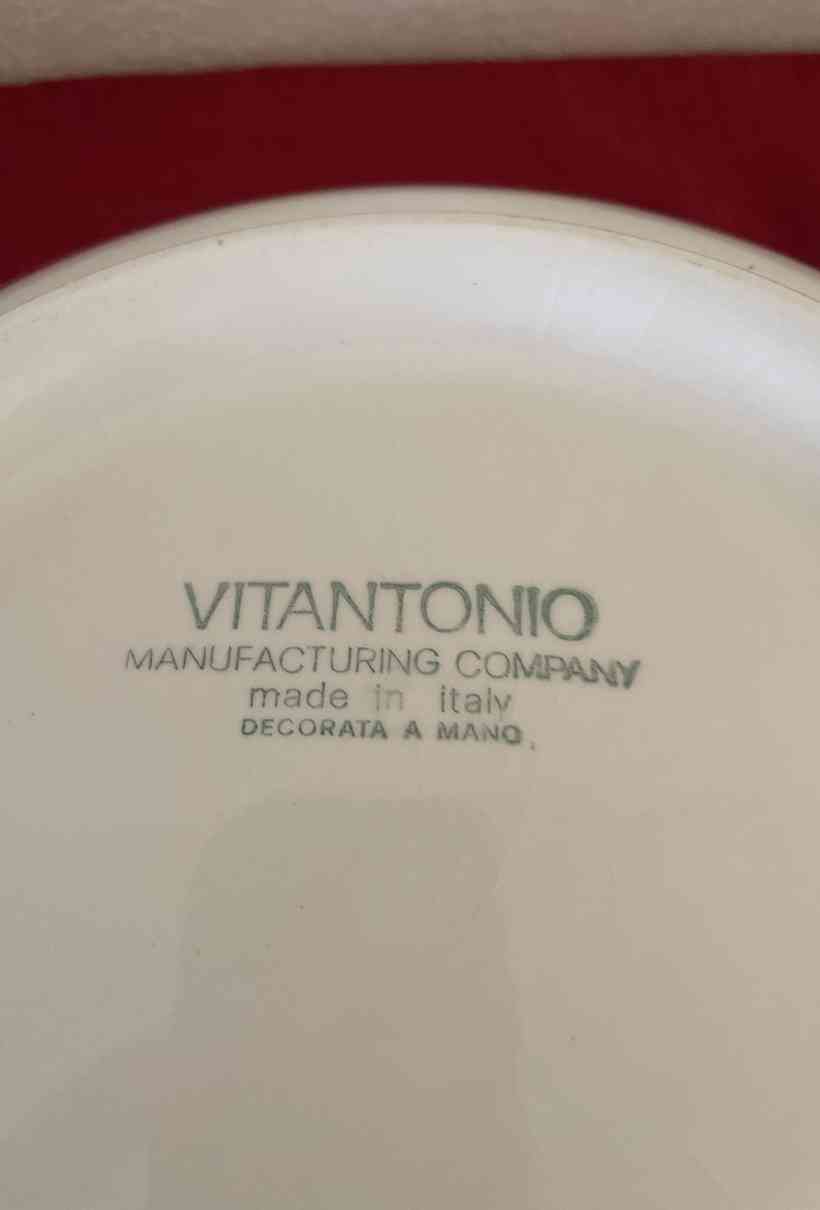 VITANTONIO
MANUFACTURING COMPANY
made in italy
DECORATA A MANO.